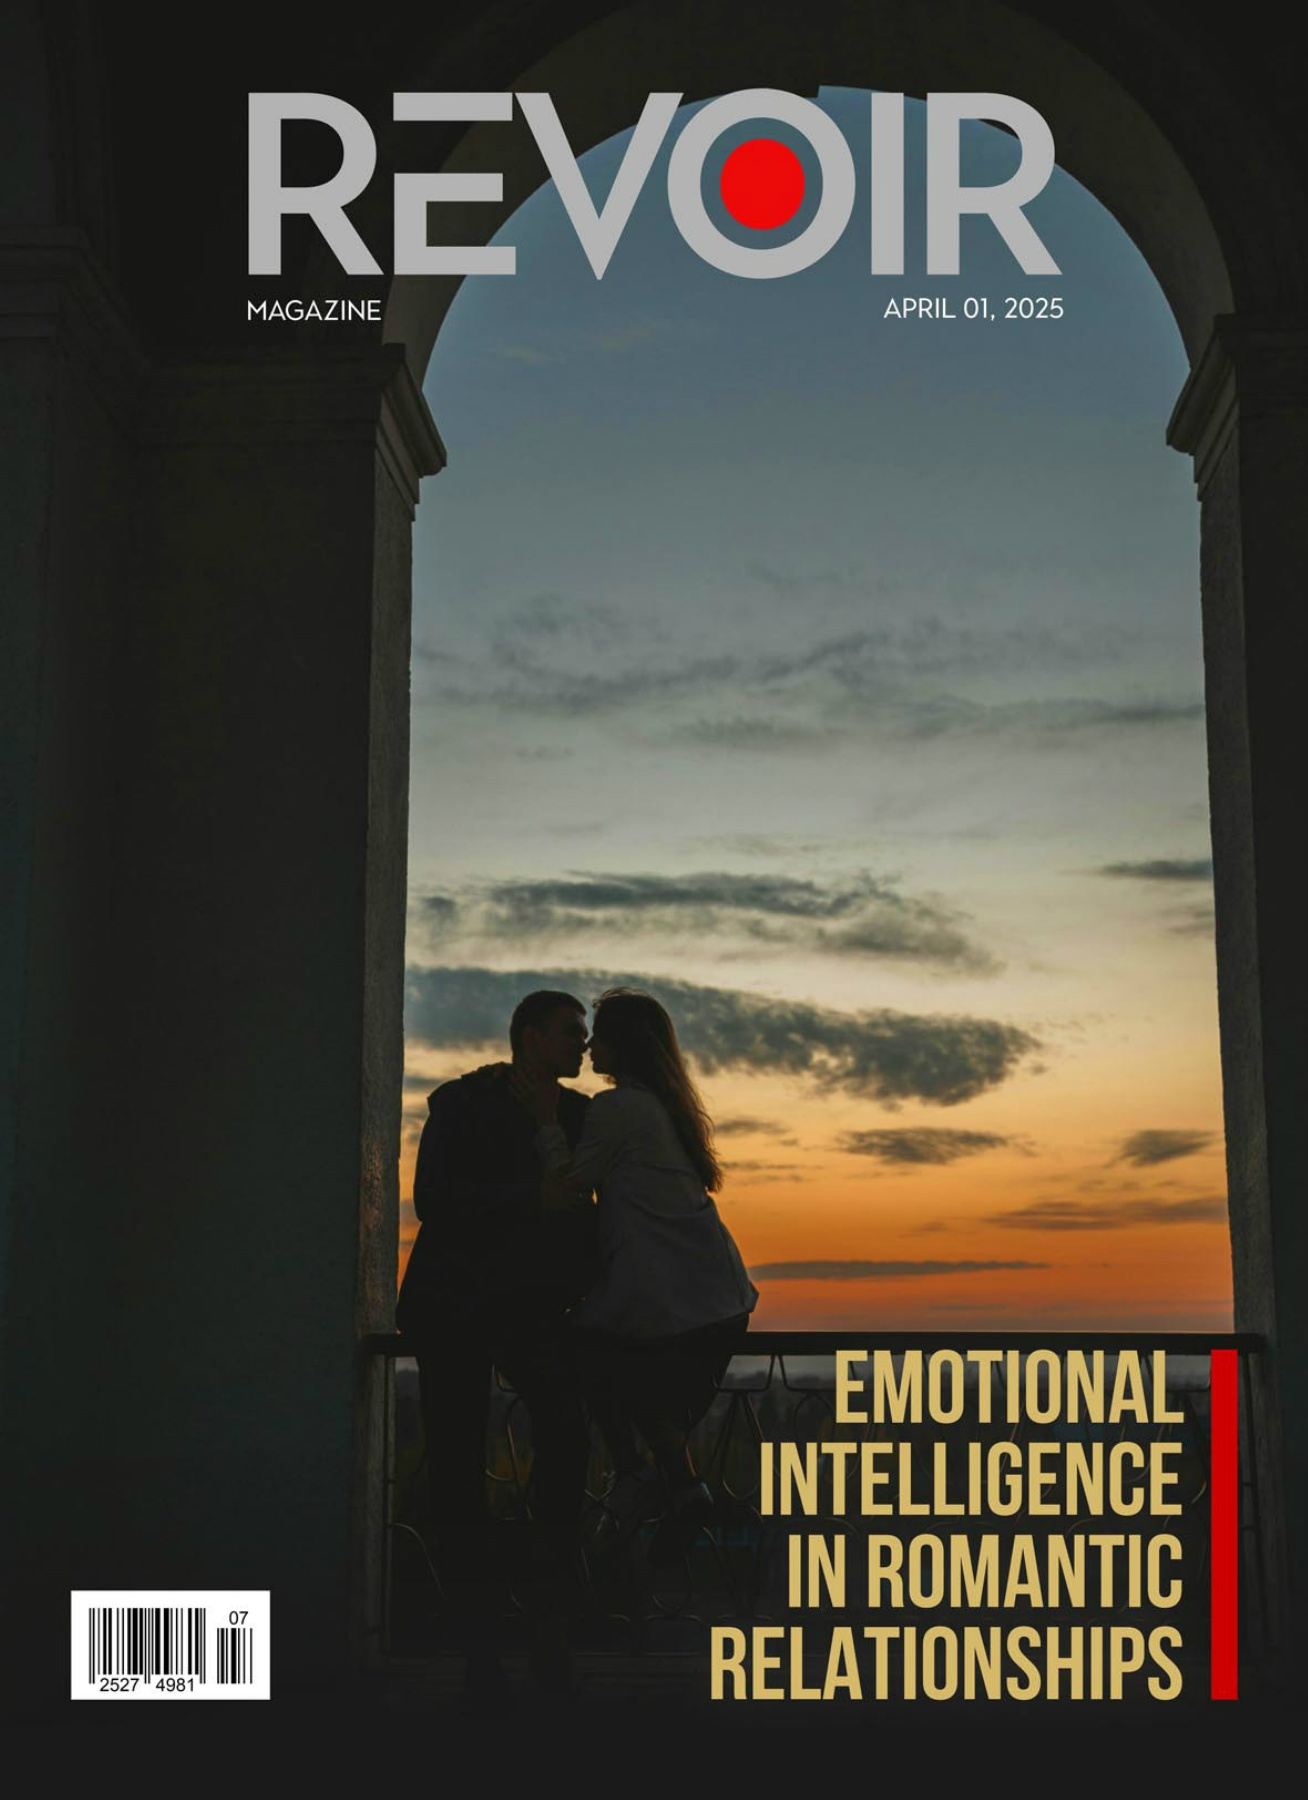 REVOIR
MAGAZINE
APRIL 01, 2025
EMOTIONAL
INTELLIGENCE
IN ROMANTIC
RELATIONSHIPS
07
2527 4981